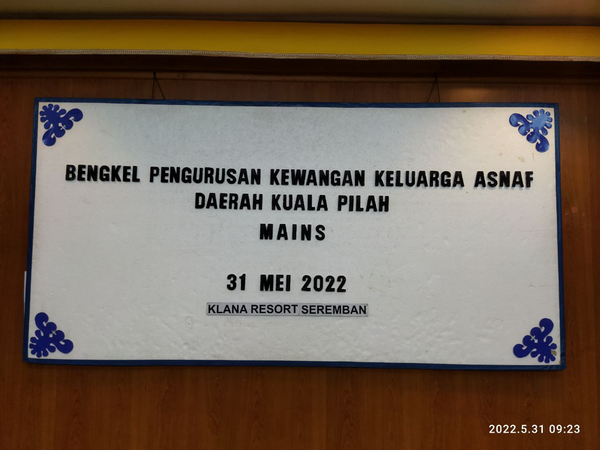 BENGKEL PENGURUSAN KEWANGAN KELUARGA ASNAF
DAERAH KUALA PILAH
MAINS
31 MEI 2022
KLANA RESORT SEREMBAN
2022.5.31 09:23